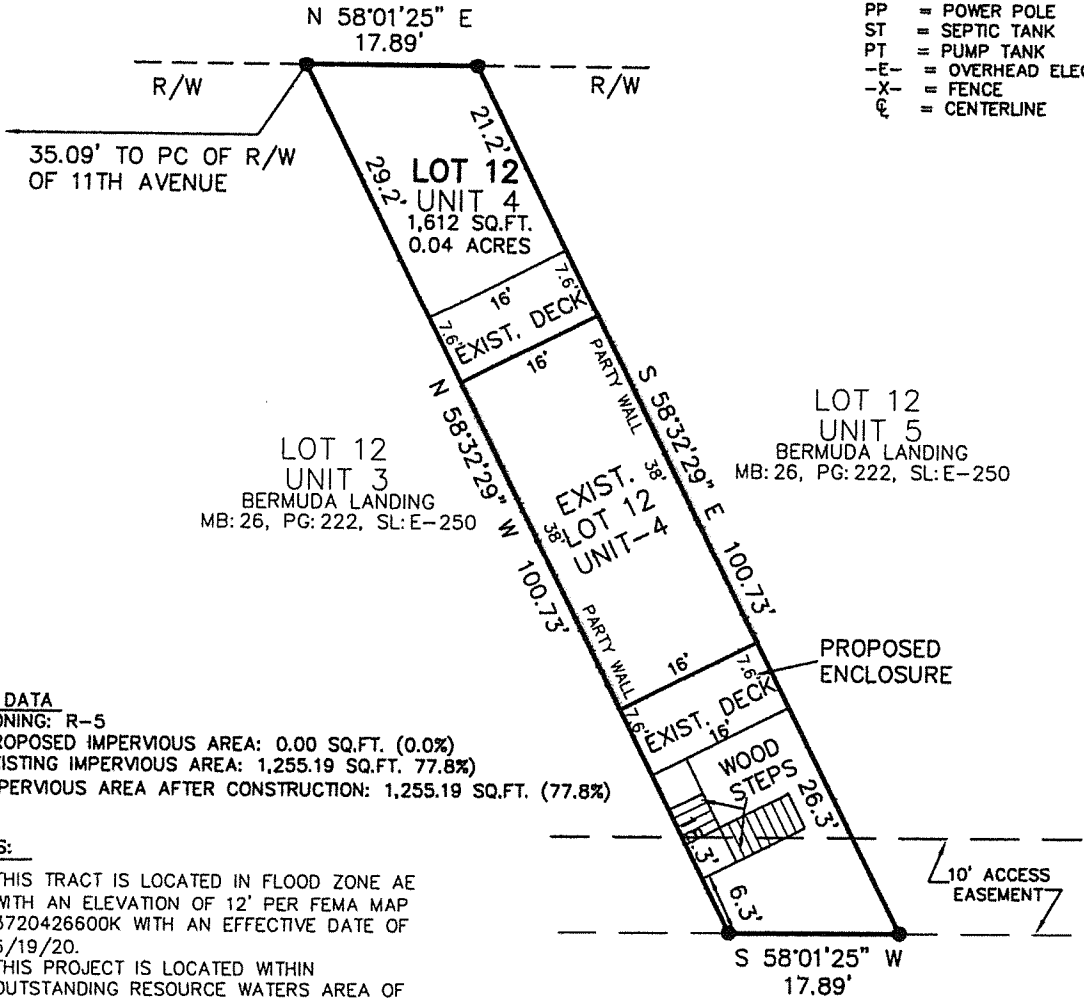 N 58°01'25" E
17.89'
R/W
R/W
PP = POWER POLE
ST = SEPTIC TANK
PT = PUMP TANK
-E- = OVERHEAD ELEC
-X- = FENCE
℄ = CENTERLINE
35.09' TO PC OF R/W
OF 11TH AVENUE
29.2'
21.2'
LOT 12
UNIT 4
1,612 SQ.FT.
0.04 ACRES
16'
7.6'
7.6'
EXIST. DECK
16'
PARTY WALL
N 58°32'29" W 100.73'
S 58°32'29" E 100.73'
LOT 12
UNIT 3
BERMUDA LANDING
MB: 26, PG: 222, SL: E-250
LOT 12
UNIT 5
BERMUDA LANDING
MB: 26, PG: 222, SL: E-250
38'
38'
EXIST.
LOT 12
UNIT-4
PARTY WALL
16'
7.6'
7.6'
EXIST. DECK
16'
PROPOSED
ENCLOSURE
WOOD
STEPS
26.3'
6.3'
10' ACCESS
EASEMENT
S 58°01'25" W
17.89'
DATA
ONING: R-5
ROPOSED IMPERVIOUS AREA: 0.00 SQ.FT. (0.0%)
ISTING IMPERVIOUS AREA: 1,255.19 SQ.FT. 77.8%)
PERVIOUS AREA AFTER CONSTRUCTION: 1,255.19 SQ.FT. (77.8%)
S:
THIS TRACT IS LOCATED IN FLOOD ZONE AE
WITH AN ELEVATION OF 12' PER FEMA MAP
3720426600K WITH AN EFFECTIVE DATE OF
/19/20.
THIS PROJECT IS LOCATED WITHIN
OUTSTANDING RESOURCE WATERS AREA OF